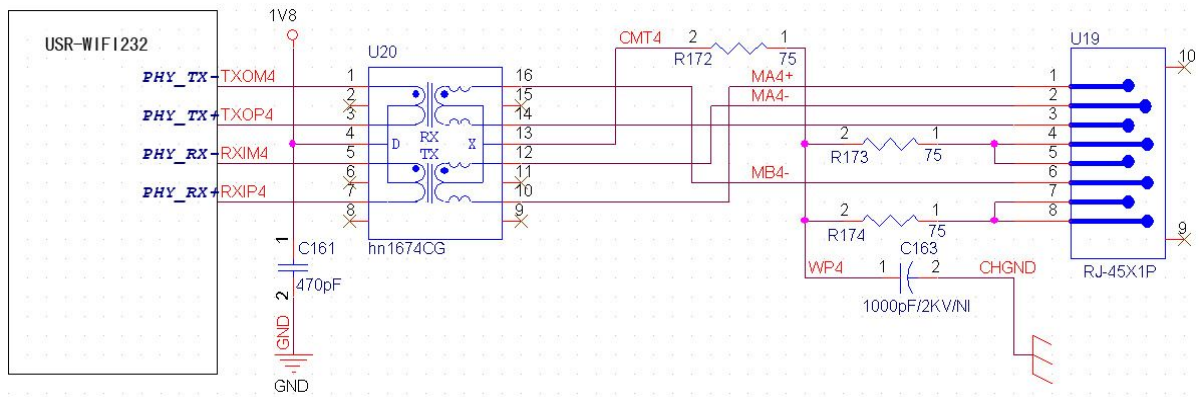 1V8
USR-WIFI232
U20
CMT4
2
1
R172
75
U19
10
PHY_TX-
TXOM4
1
16
MA4+
1
2
15
MA4-
2
PHY_TX+
TXOP4
3
14
3
4
D
RX
X
13
2
1
4
PHY_RX-
RXIM4
5
TX
12
R173
75
5
6
11
MB4-
6
PHY_RX+
RXIP4
7
10
7
8
9
2
1
8
R174
75
9
1
C161
hn1674CG
C163
WP4
1
2
CHGND
RJ-45X1P
470pF
2
1000pF/2KV/NI
GND
GND